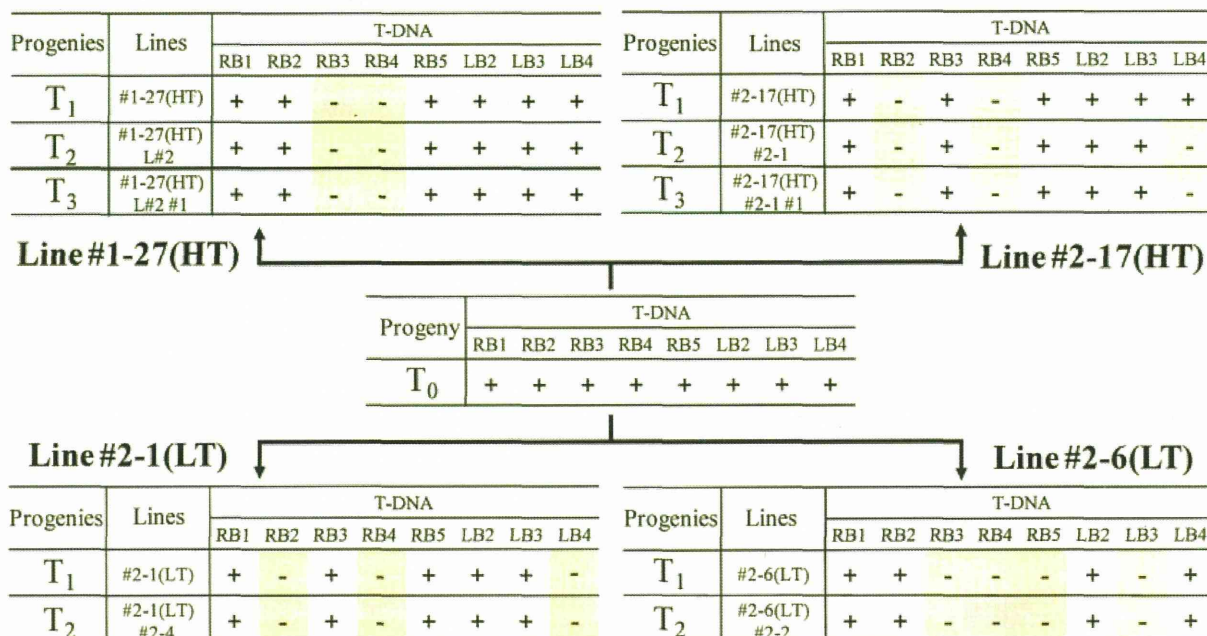 Progenies Lines T-DNA
RB1 RB2 RB3 RB4 RB5 LB2 LB3 LB4
T1 #1-27(HT) + + - - + + + +
T2 #1-27(HT) L#2 + + - - + + + +
T3 #1-27(HT) L#2 #1 + + - - + + + +
Progenies Lines T-DNA
RB1 RB2 RB3 RB4 RB5 LB2 LB3 LB4
T1 #2-17(HT) + - + - + + + +
T2 #2-17(HT) #2-1 + - + - + + + -
T3 #2-17(HT) #2-1 #1 + - + - + + + -
Line #1-27(HT)
Line #2-17(HT)
Progeny T-DNA
RB1 RB2 RB3 RB4 RB5 LB2 LB3 LB4
T0 + + + + + + + +
Line #2-1(LT)
Line #2-6(LT)
Progenies Lines T-DNA
RB1 RB2 RB3 RB4 RB5 LB2 LB3 LB4
T1 #2-1(LT) + - + - + + + -
T2 #2-1(LT) #2-4 + - + - + + + -
Progenies Lines T-DNA
RB1 RB2 RB3 RB4 RB5 LB2 LB3 LB4
T1 #2-6(LT) + + - - - + - +
T2 #2-6(LT) #2-2 + + - - - + - +